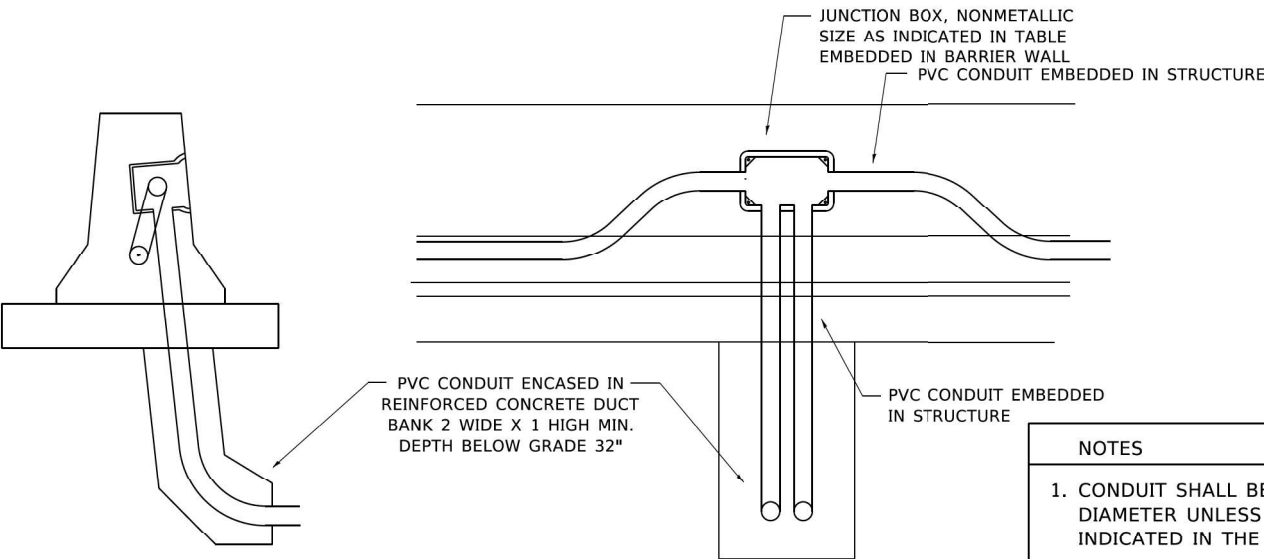 JUNCTION BOX, NONMETALLIC
SIZE AS INDICATED IN TABLE
EMBEDDED IN BARRIER WALL
PVC CONDUIT EMBEDDED IN STRUCTURE
PVC CONDUIT ENCASED IN
REINFORCED CONCRETE DUCT
BANK 2 WIDE X 1 HIGH MIN.
DEPTH BELOW GRADE 32"
PVC CONDUIT EMBEDDED
IN STRUCTURE
NOTES
1. CONDUIT SHALL BE
DIAMETER UNLESS
INDICATED IN THE